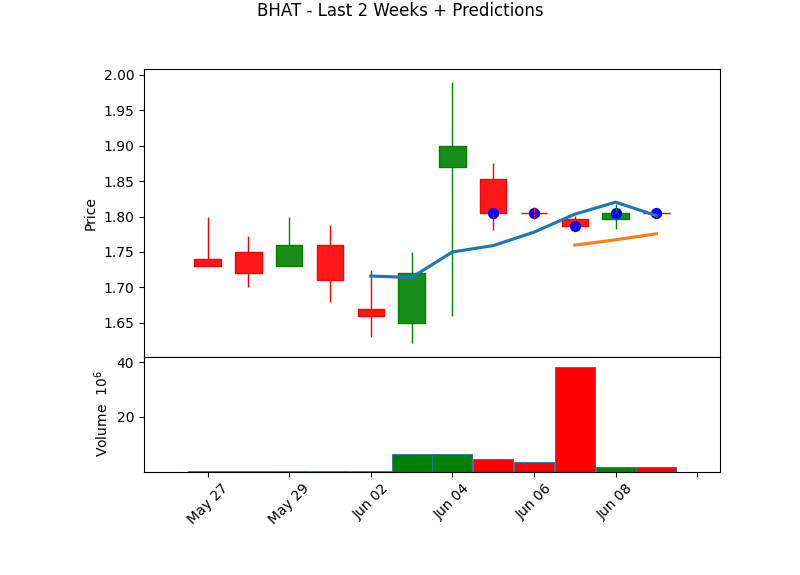 BHAT - Last 2 Weeks + Predictions
2.00
1.95
1.90
1.85
1.80
1.75
1.70
1.65
Price
40
20
Volume 10^6
May 27
May 29
Jun 02
Jun 04
Jun 06
Jun 08